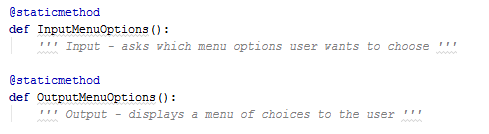 @staticmethod
def InputMenuOptions():
''' Input - asks which menu options user wants to choose '''
@staticmethod
def OutputMenuOptions():
''' Output - displays a menu of choices to the user '''